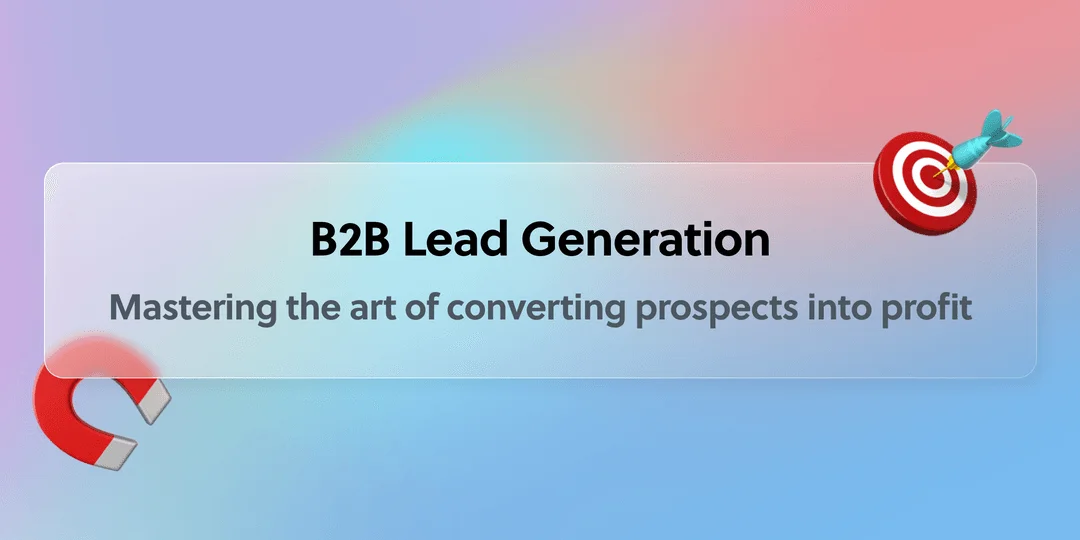 B2B Lead Generation
Mastering the art of converting prospects into profit